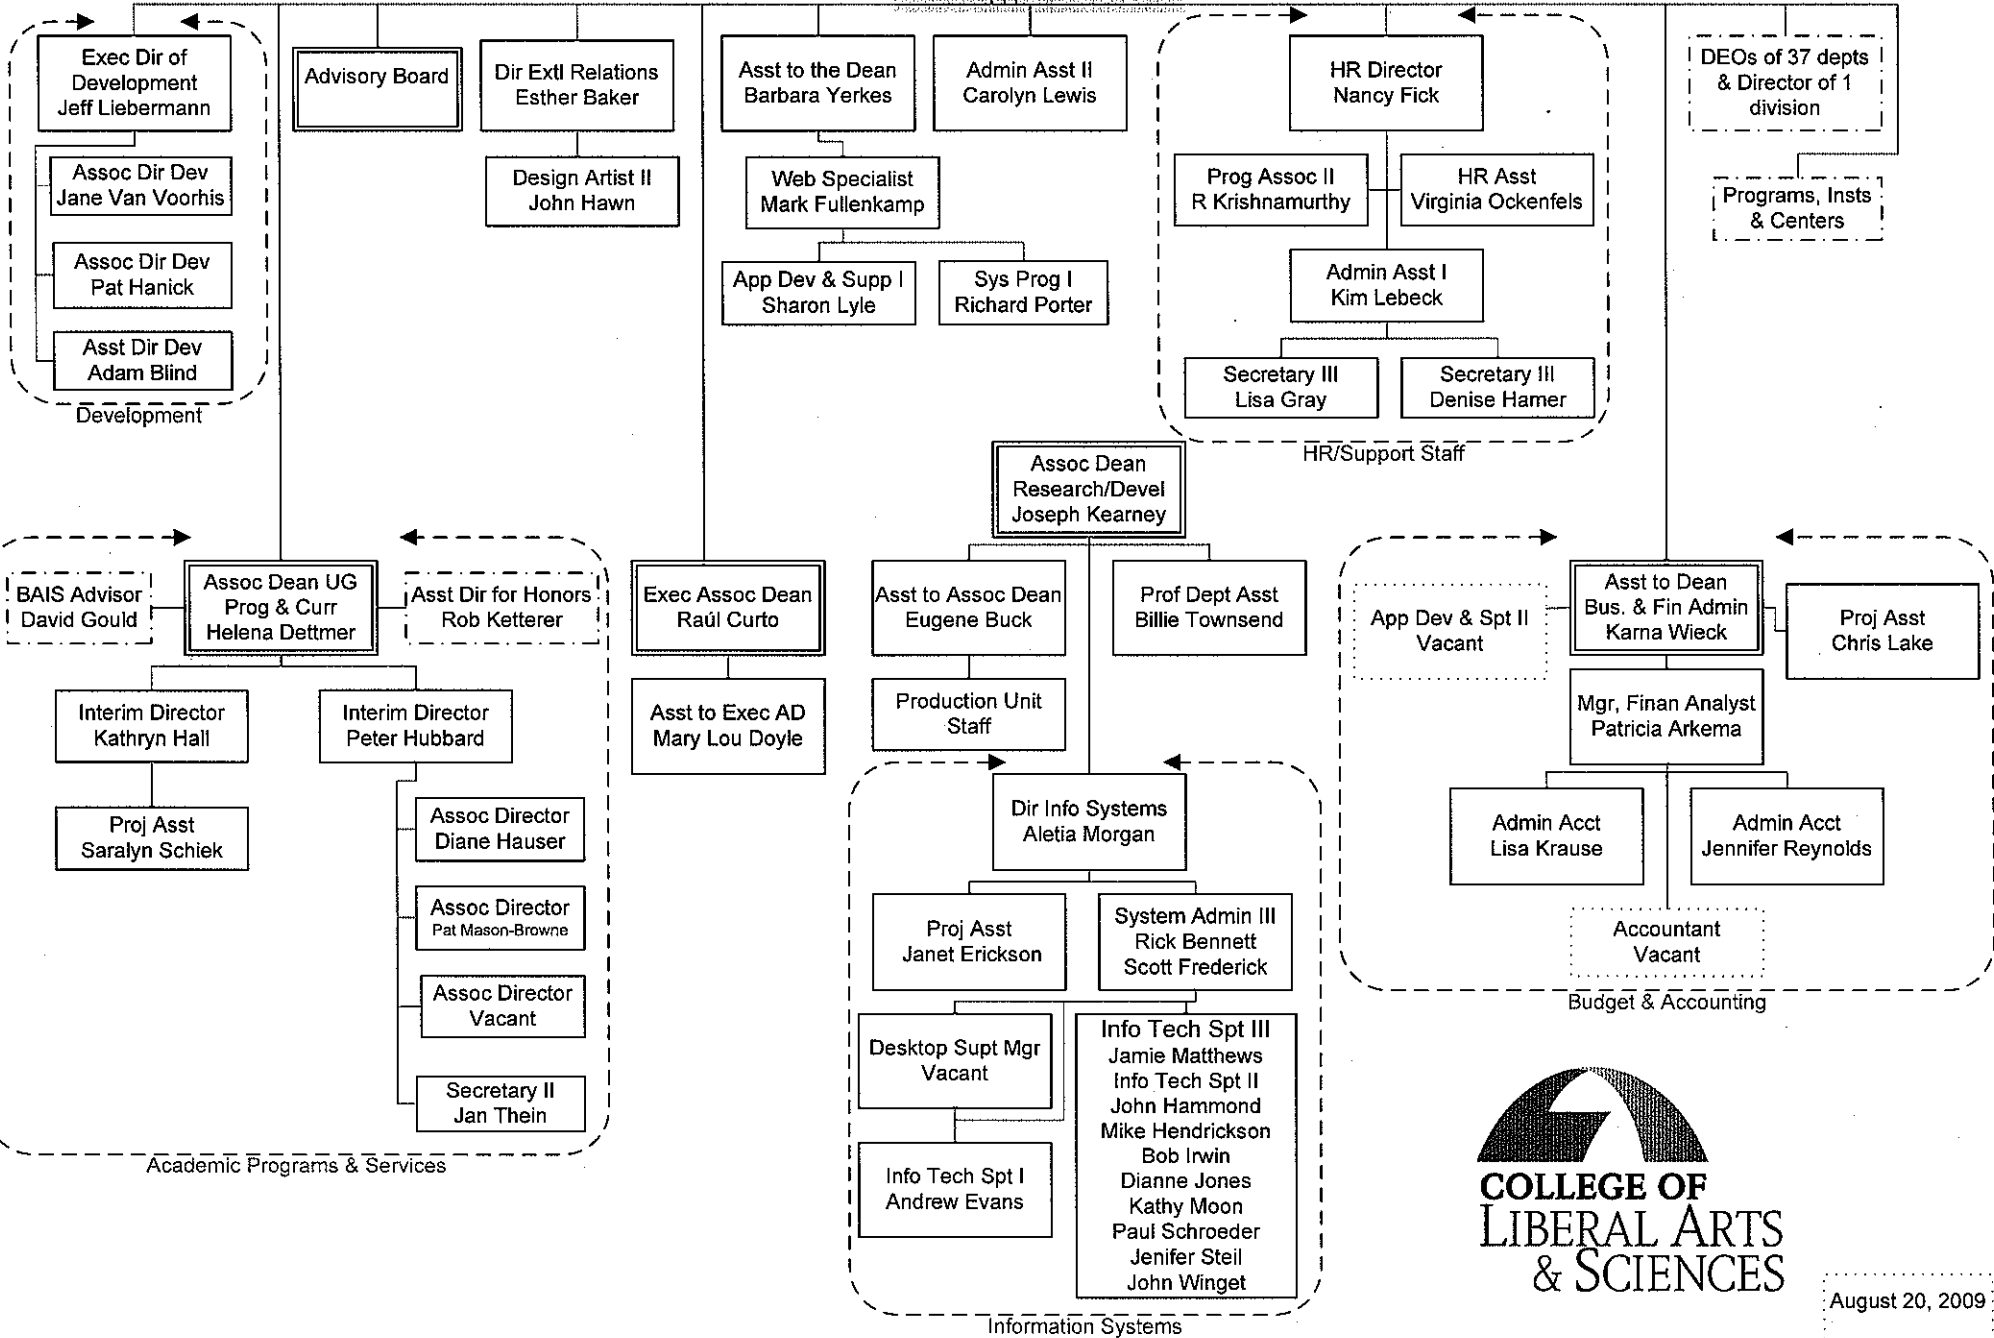 Exec Dir of
Development
Jeff Liebermann
Advisory Board
Dir Extl Relations
Esther Baker
Asst to the Dean
Barbara Yerkes
Admin Asst II
Carolyn Lewis
HR Director
Nancy Fick
DEOs of 37 depts
& Director of 1
division
Assoc Dir Dev
Jane Van Voorhis
Design Artist II
John Hawn
Web Specialist
Mark Fullenkamp
Prog Assoc II
R Krishnamurthy
HR Asst
Virginia Ockenfels
Programs, Insts
& Centers
Assoc Dir Dev
Pat Hanick
App Dev & Supp I
Sharon Lyle
Sys Prog I
Richard Porter
Admin Asst I
Kim Lebeck
Asst Dir Dev
Adam Blind
Secretary III
Lisa Gray
Secretary III
Denise Hamer
Development
HR/Support Staff
Assoc Dean
Research/Devel
Joseph Kearney
BAIS Advisor
David Gould
Assoc Dean UG
Prog & Curr
Helena Dettmer
Asst Dir for Honors
Rob Ketterer
Exec Assoc Dean
Raúl Curto
Asst to Assoc Dean
Eugene Buck
Prof Dept Asst
Billie Townsend
App Dev & Spt II
Vacant
Asst to Dean
Bus. & Fin Admin
Karna Wieck
Proj Asst
Chris Lake
Interim Director
Kathryn Hall
Interim Director
Peter Hubbard
Asst to Exec AD
Mary Lou Doyle
Production Unit
Staff
Mgr, Finan Analyst
Patricia Arkema
Proj Asst
Saralyn Schiek
Assoc Director
Diane Hauser
Dir Info Systems
Aletia Morgan
Admin Acct
Lisa Krause
Admin Acct
Jennifer Reynolds
Assoc Director
Pat Mason-Browne
Proj Asst
Janet Erickson
System Admin III
Rick Bennett
Scott Frederick
Accountant
Vacant
Assoc Director
Vacant
Budget & Accounting
Desktop Supt Mgr
Vacant
Info Tech Spt III
Jamie Matthews
Info Tech Spt II
John Hammond
Mike Hendrickson
Bob Irwin
Dianne Jones
Kathy Moon
Paul Schroeder
Jenifer Steil
John Winget
Secretary II
Jan Thein
Academic Programs & Services
Info Tech Spt I
Andrew Evans
Information Systems
COLLEGE OF
LIBERAL ARTS
& SCIENCES
August 20, 2009